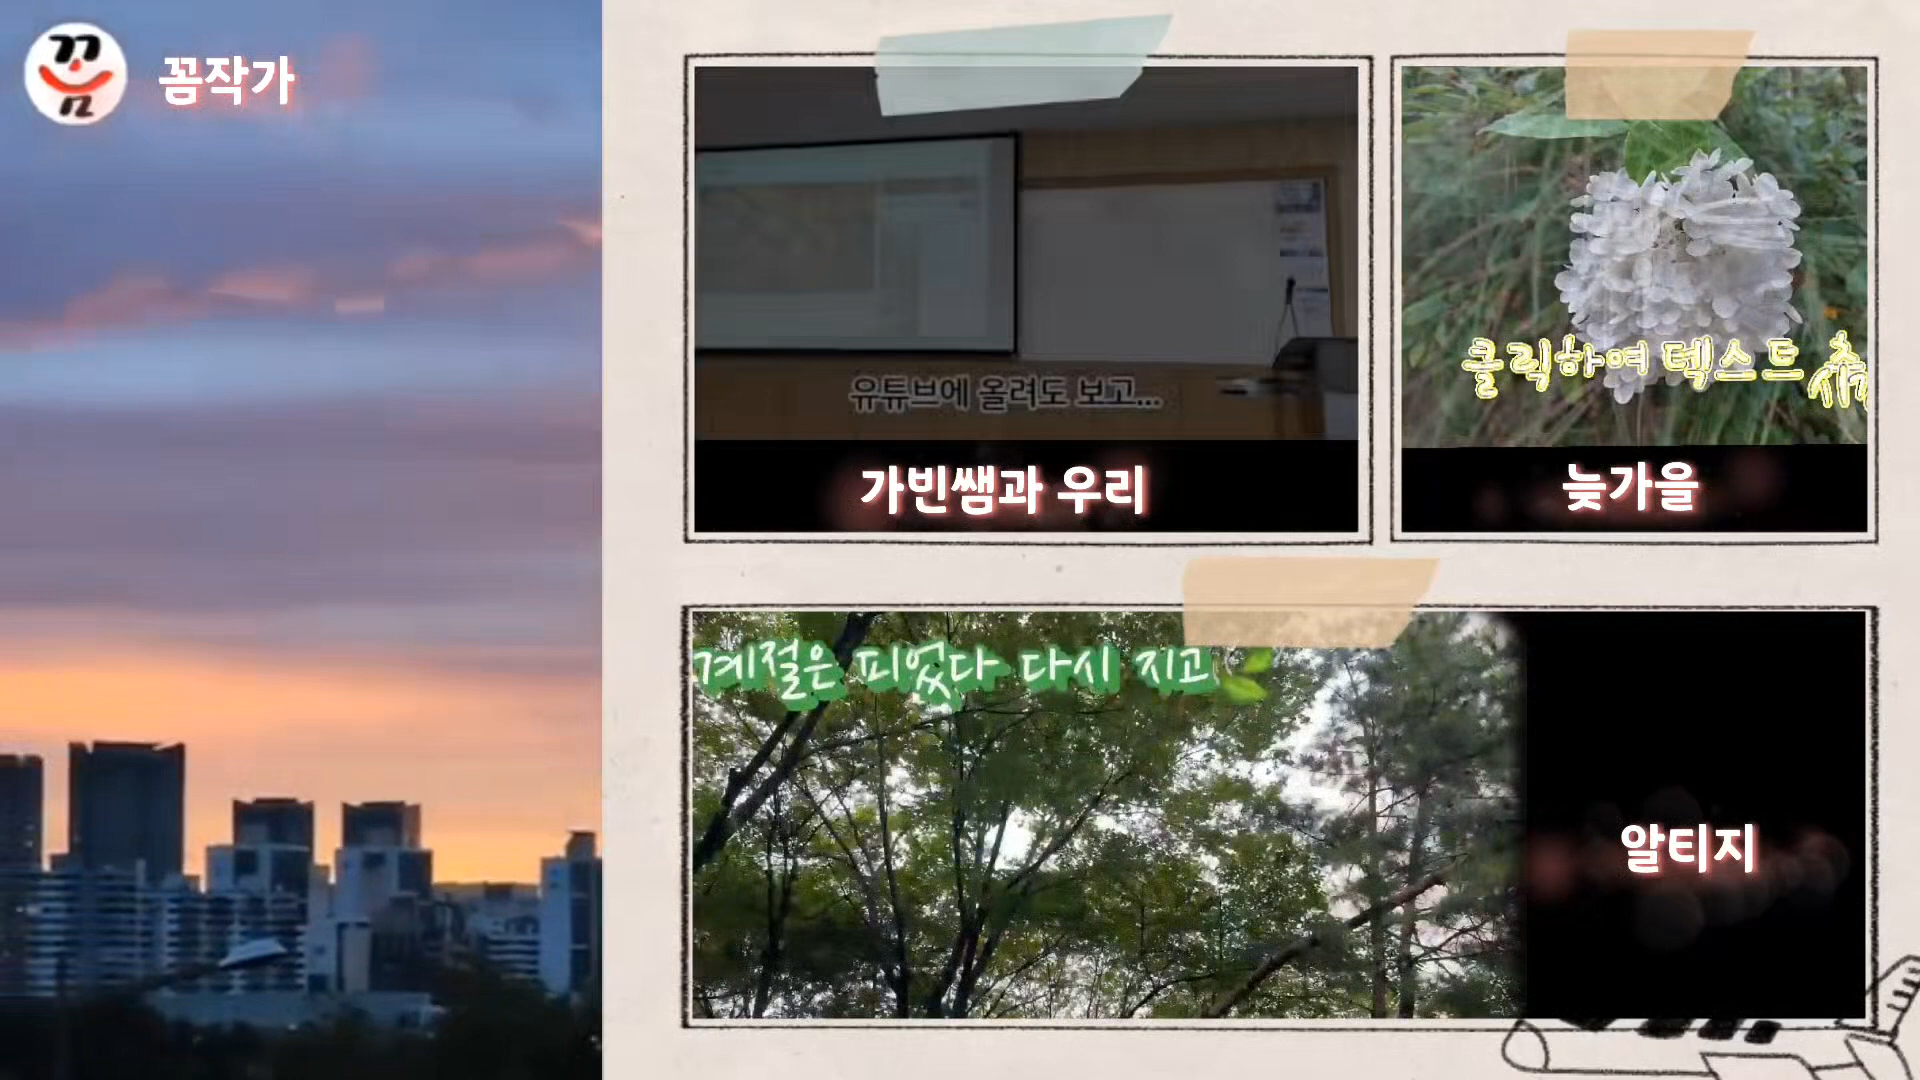 꼼작가
유튜브에 올려도 보고...
가빈쌤과 우리
클릭하여 텍스트
늦가을
계절은 피었다 다시 지고
알티지